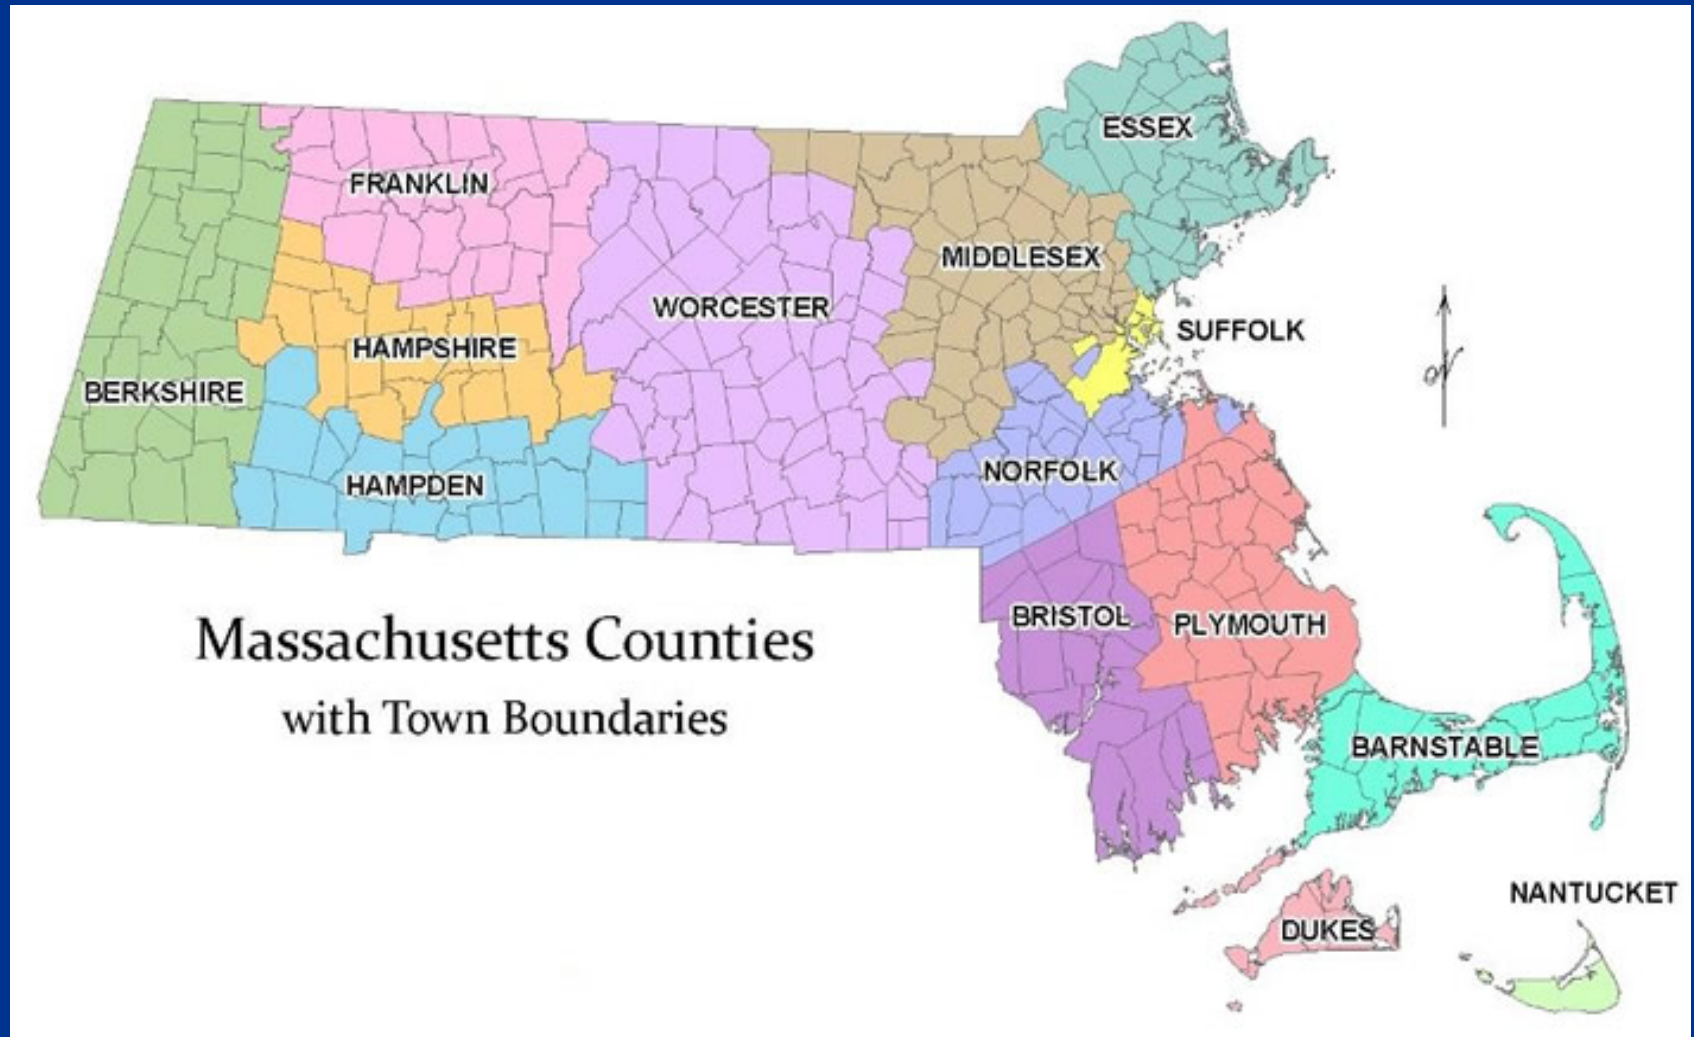 ESSEX
FRANKLIN
MIDDLESEX
WORCESTER
SUFFOLK
HAMPSHIRE
BERKSHIRE
NORFOLK
HAMPDEN
Massachusetts Counties
with Town Boundaries
BRISTOL
PLYMOUTH
BARNSTABLE
NANTUCKET
DUKES